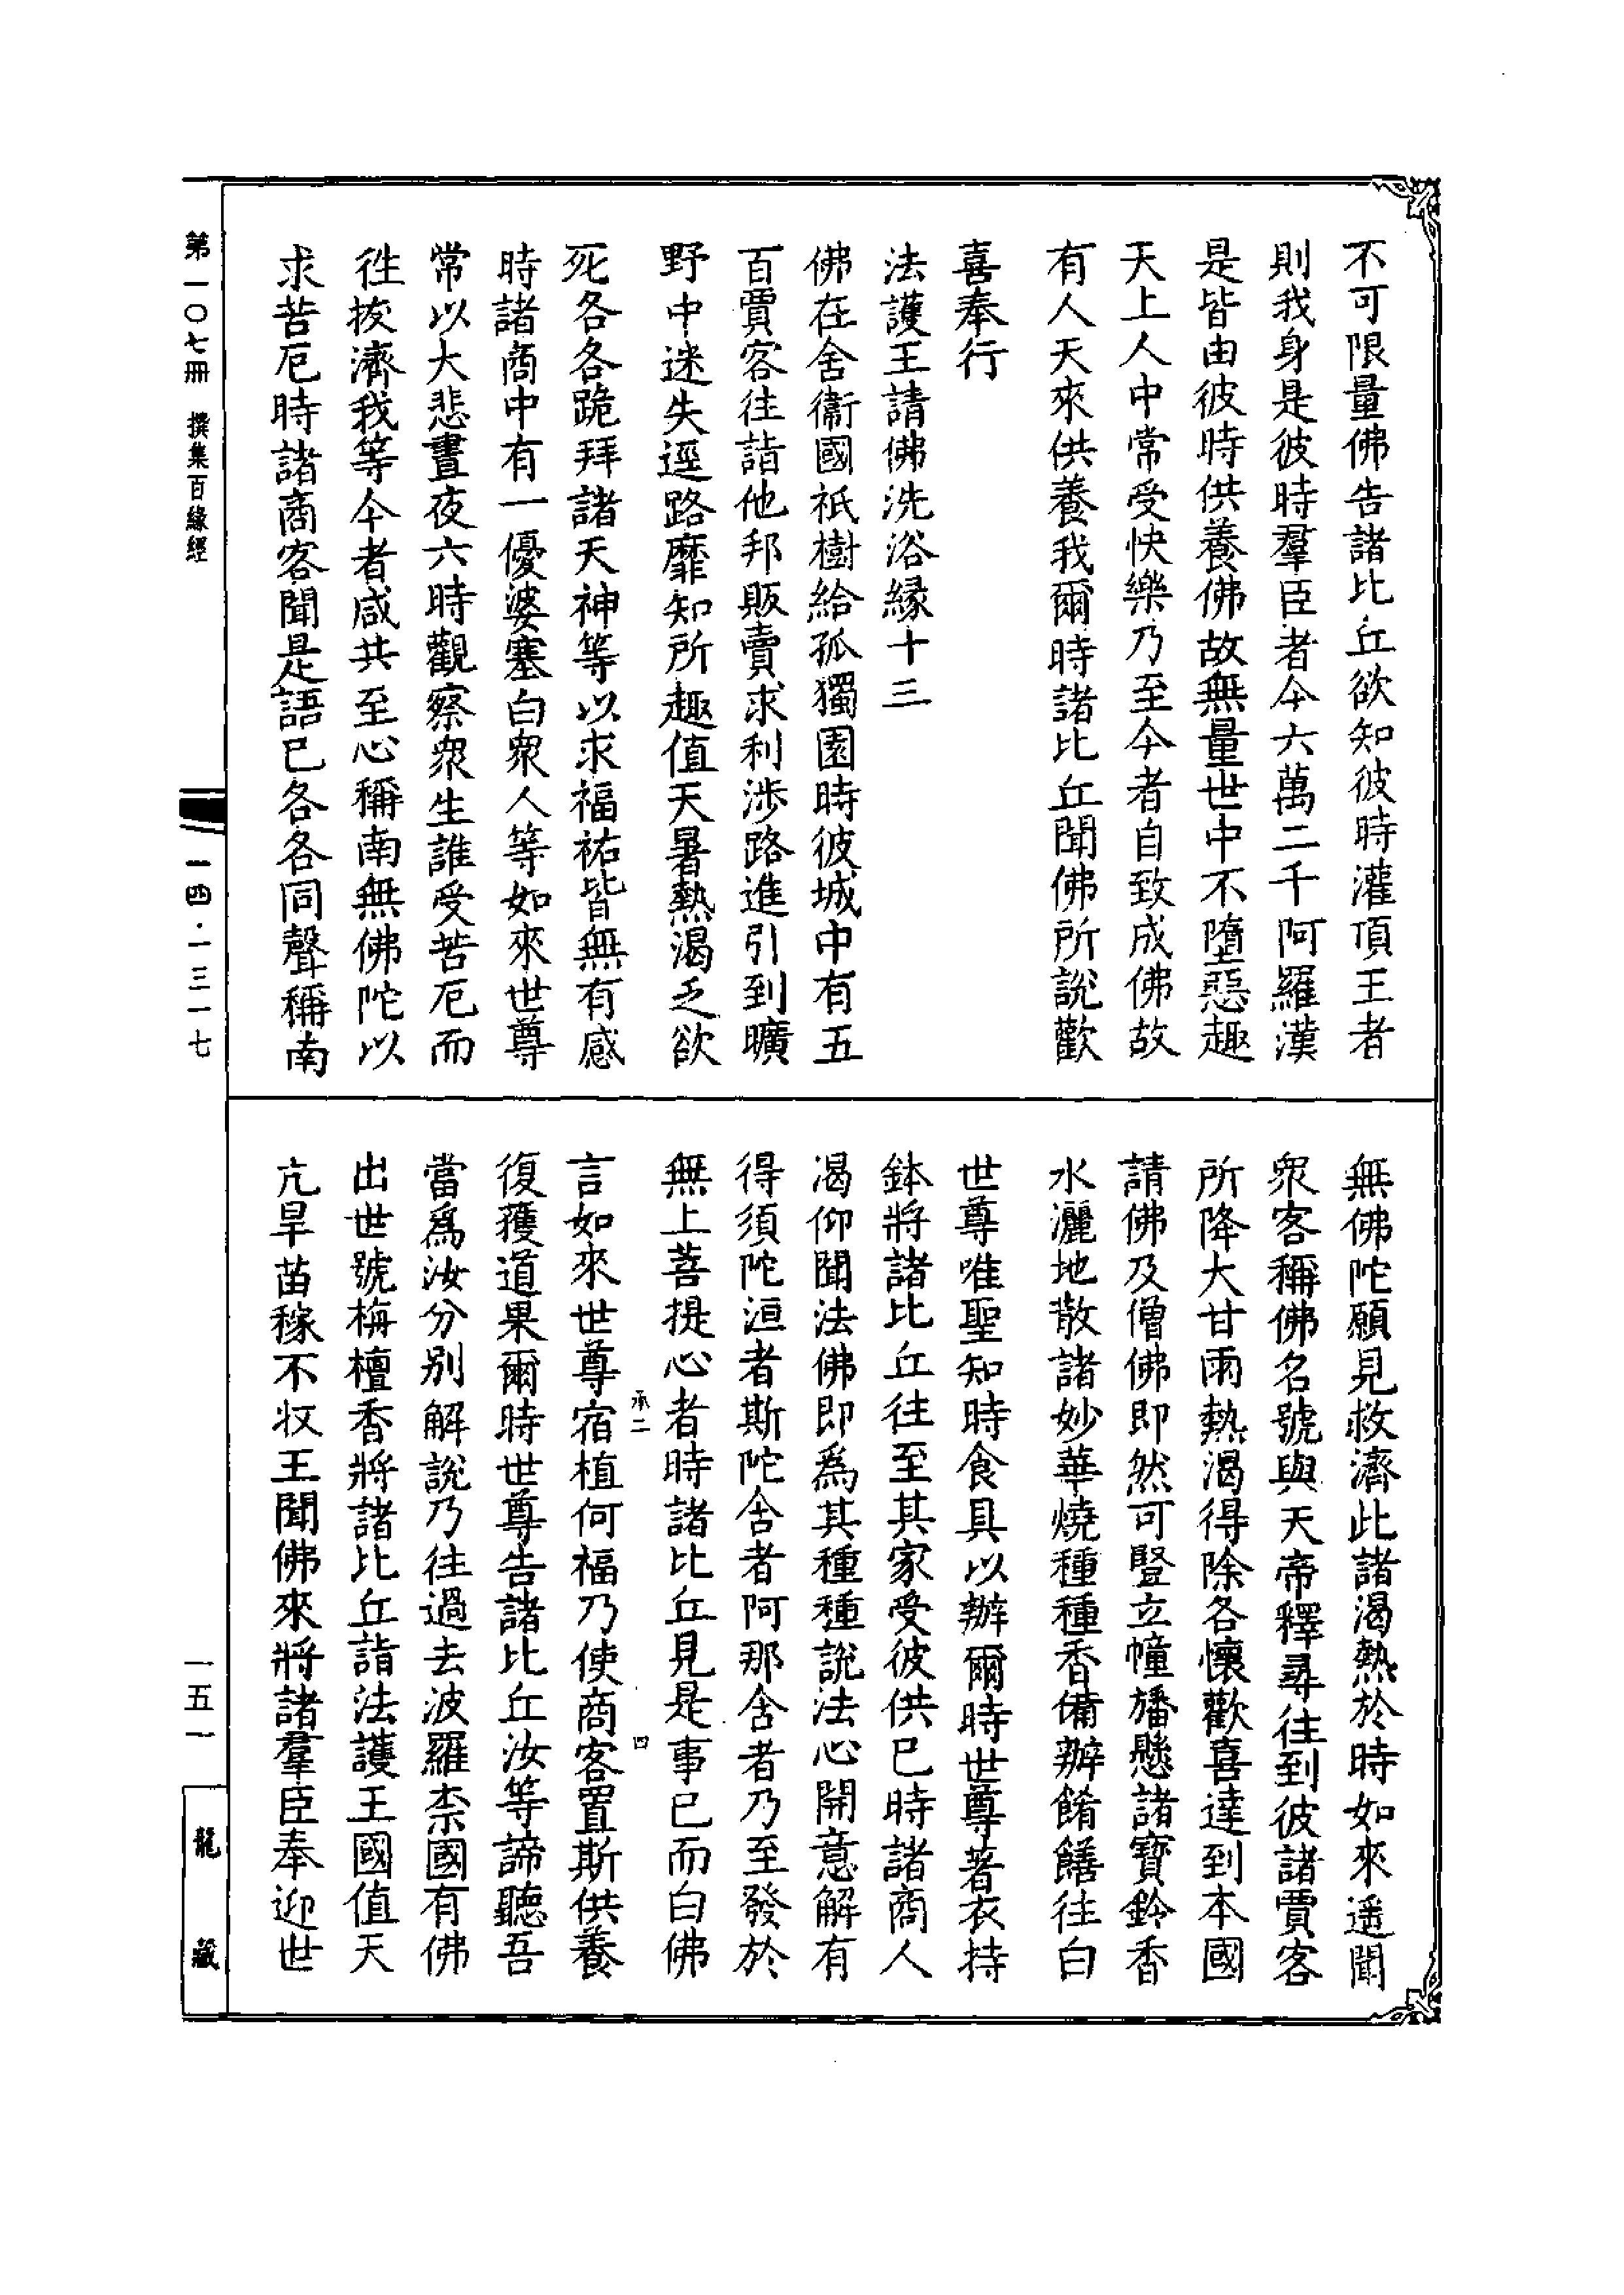 不可限量佛告諸比丘欲知彼時灌頂王者
則我身是彼時羣臣者今六萬二千阿羅漢
是皆由彼時供養佛故無量世中不墮惡趣
天上人中常受快樂乃至今者自致成佛故
有人天來供養我爾時諸比丘聞佛所說歡
喜奉行
法護王請佛洗浴緣十三
佛在舍衞國祇樹給孤獨園時彼城中有五
百賈客往詣他邦販賣求利涉路進引到曠
野中迷失逕路靡知所趣值天暑熱渴乏欲
死各各跪拜諸天神等以求福祐皆無有感
時諸商中有一優婆塞白衆人等如來世尊
常以大悲晝夜六時觀察衆生誰受苦厄而
徃拔濟我等今者咸共至心稱南無佛陀以
求苦厄時諸商客聞是語已各各同聲稱南
無佛陀願見救濟此諸渴熱於時如來遥聞
衆客稱佛名號與天帝釋尋往到彼諸賈客
所降大甘雨熱渴得除各懷歡喜達到本國
請佛及僧佛即然可豎立幢旛懸諸寶鈴香
水灑地散諸妙華燒種種香備辦餚饍往白
世尊唯聖知時食具以辦爾時世尊著衣持
鉢將諸比丘往至其家受彼供已時諸商人
渴仰聞法佛即爲其種種說法心開意解有
得須陀洹者斯陀含者阿那含者乃至發於
無上菩提心者時諸比丘見是事已而白佛
承二 四
言如來世尊宿植何福乃使商客置斯供養
復獲道果爾時世尊告諸比丘汝等諦聽吾
當爲汝分別解說乃往過去波羅柰國有佛
出世號栴檀香將諸比丘詣法護王國值天
亢旱苗稼不收王聞佛來將諸羣臣奉迎世
第一〇七冊 撰集百緣經
一四·一三一七
一五一
龍藏